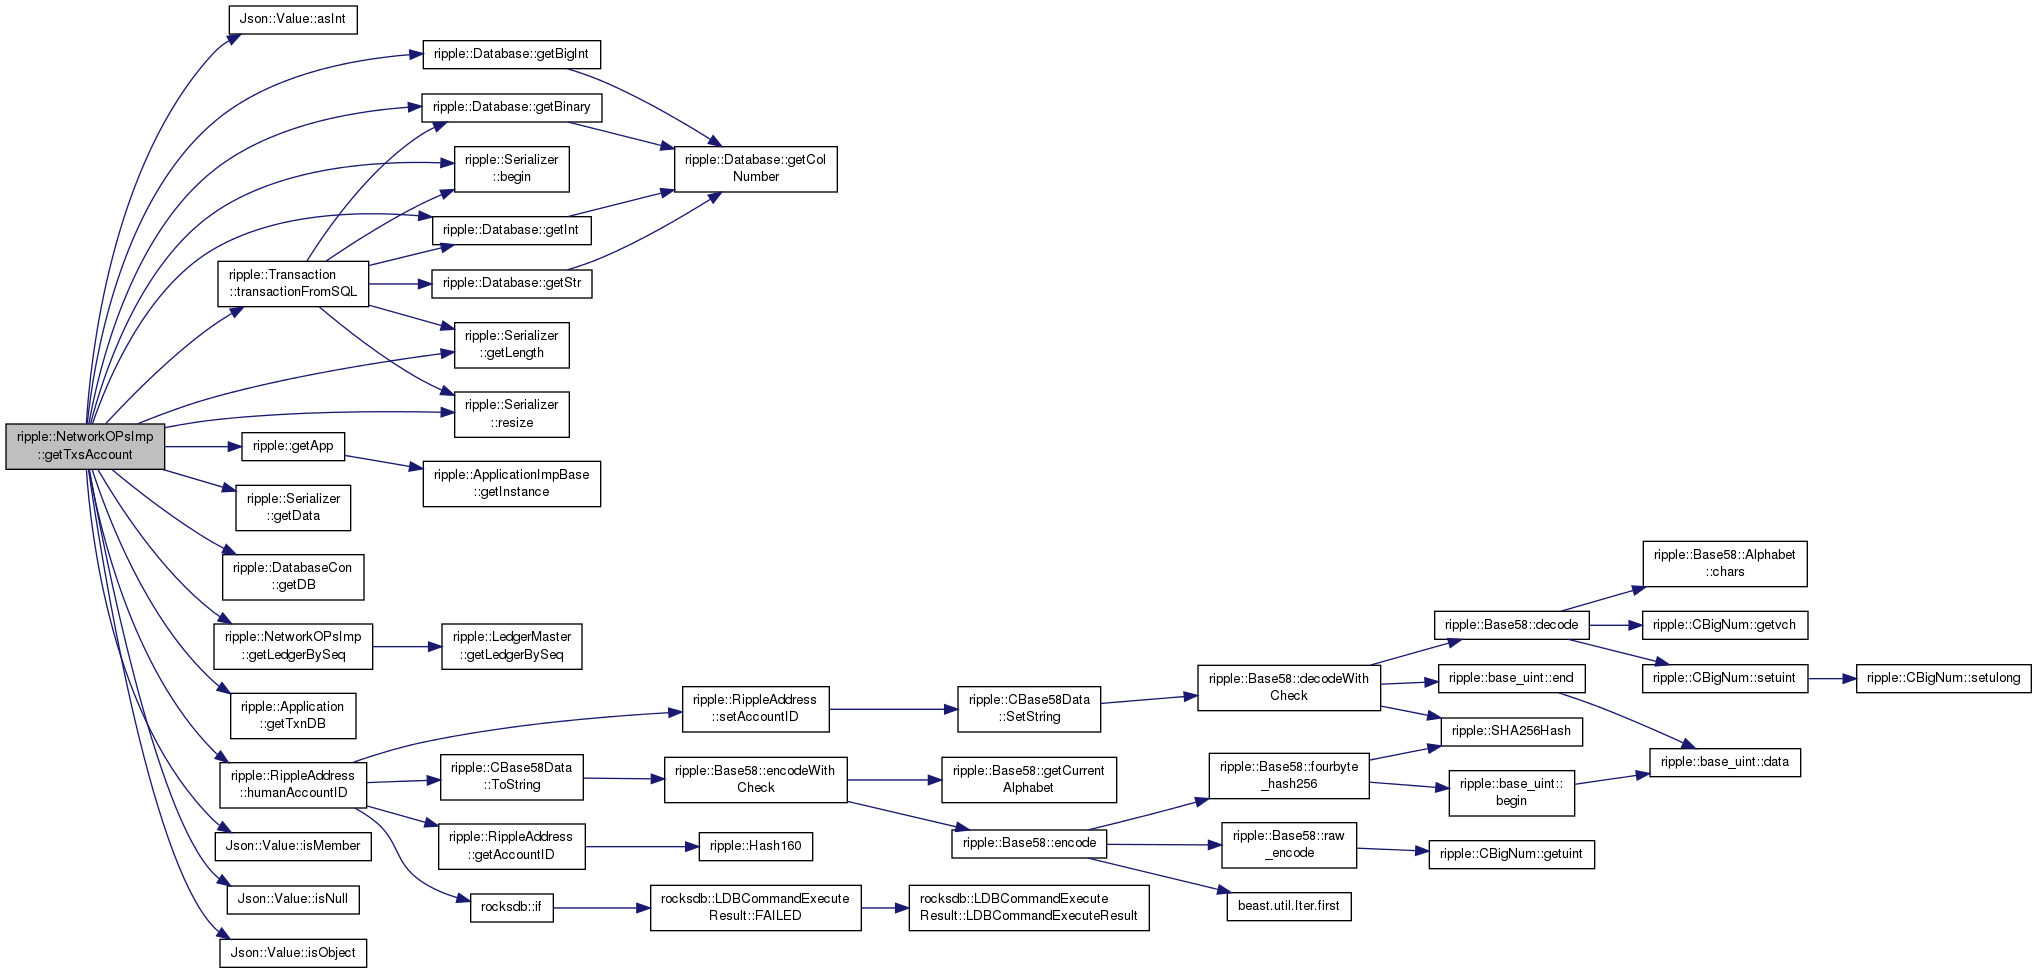 Json::Value::asInt
ripple::Database::getBigInt
ripple::Database::getBinary
ripple::Serializer
::begin
ripple::Database::getCol
Number
ripple::Database::getInt
ripple::Transaction
::transactionFromSQL
ripple::Database::getStr
ripple::Serializer
::getLength
ripple::Serializer
::resize
ripple::NetworkOPsImp
::getTxsAccount
ripple::getApp
ripple::ApplicationImpBase
::getInstance
ripple::Serializer
::getData
ripple::DatabaseCon
::getDB
ripple::NetworkOPsImp
::getLedgerBySeq
ripple::LedgerMaster
::getLedgerBySeq
ripple::Application
::getTxnDB
ripple::RippleAddress
::humanAccountID
ripple::RippleAddress
::setAccountID
ripple::CBase58Data
::SetString
ripple::Base58::decodeWith
Check
ripple::Base58::decode
ripple::Base58::Alphabet
::chars
ripple::CBigNum::getvch
ripple::CBigNum::setuint
ripple::CBigNum::setulong
ripple::base_uint::end
ripple::SHA256Hash
ripple::base_uint::data
ripple::CBase58Data
::ToString
ripple::Base58::encodeWith
Check
ripple::Base58::getCurrent
Alphabet
ripple::Base58::fourbyte
_hash256
ripple::base_uint::
begin
ripple::Base58::encode
ripple::Base58::raw
_encode
ripple::CBigNum::getuint
beast.util.Iter.first
ripple::RippleAddress
::getAccountID
ripple::Hash160
Json::Value::isMember
Json::Value::isNull
rocksdb::if
rocksdb::LDBCommandExecute
Result::FAILED
rocksdb::LDBCommandExecute
Result::LDBCommandExecuteResult
Json::Value::isObject